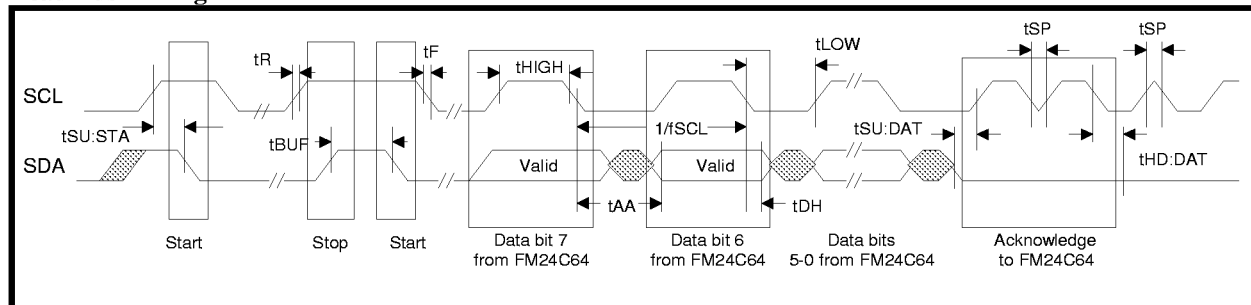 tR
tF
tHIGH
tLOW
tSP
tSP
SCL
tSU:STA
tBUF
1/fSCL
tSU:DAT
tHD:DAT
SDA
Valid
Valid
tAA
tDH
Start
Stop
Start
Data bit 7
from FM24C64
Data bit 6
from FM24C64
Data bits
5-0 from FM24C64
Acknowledge
to FM24C64